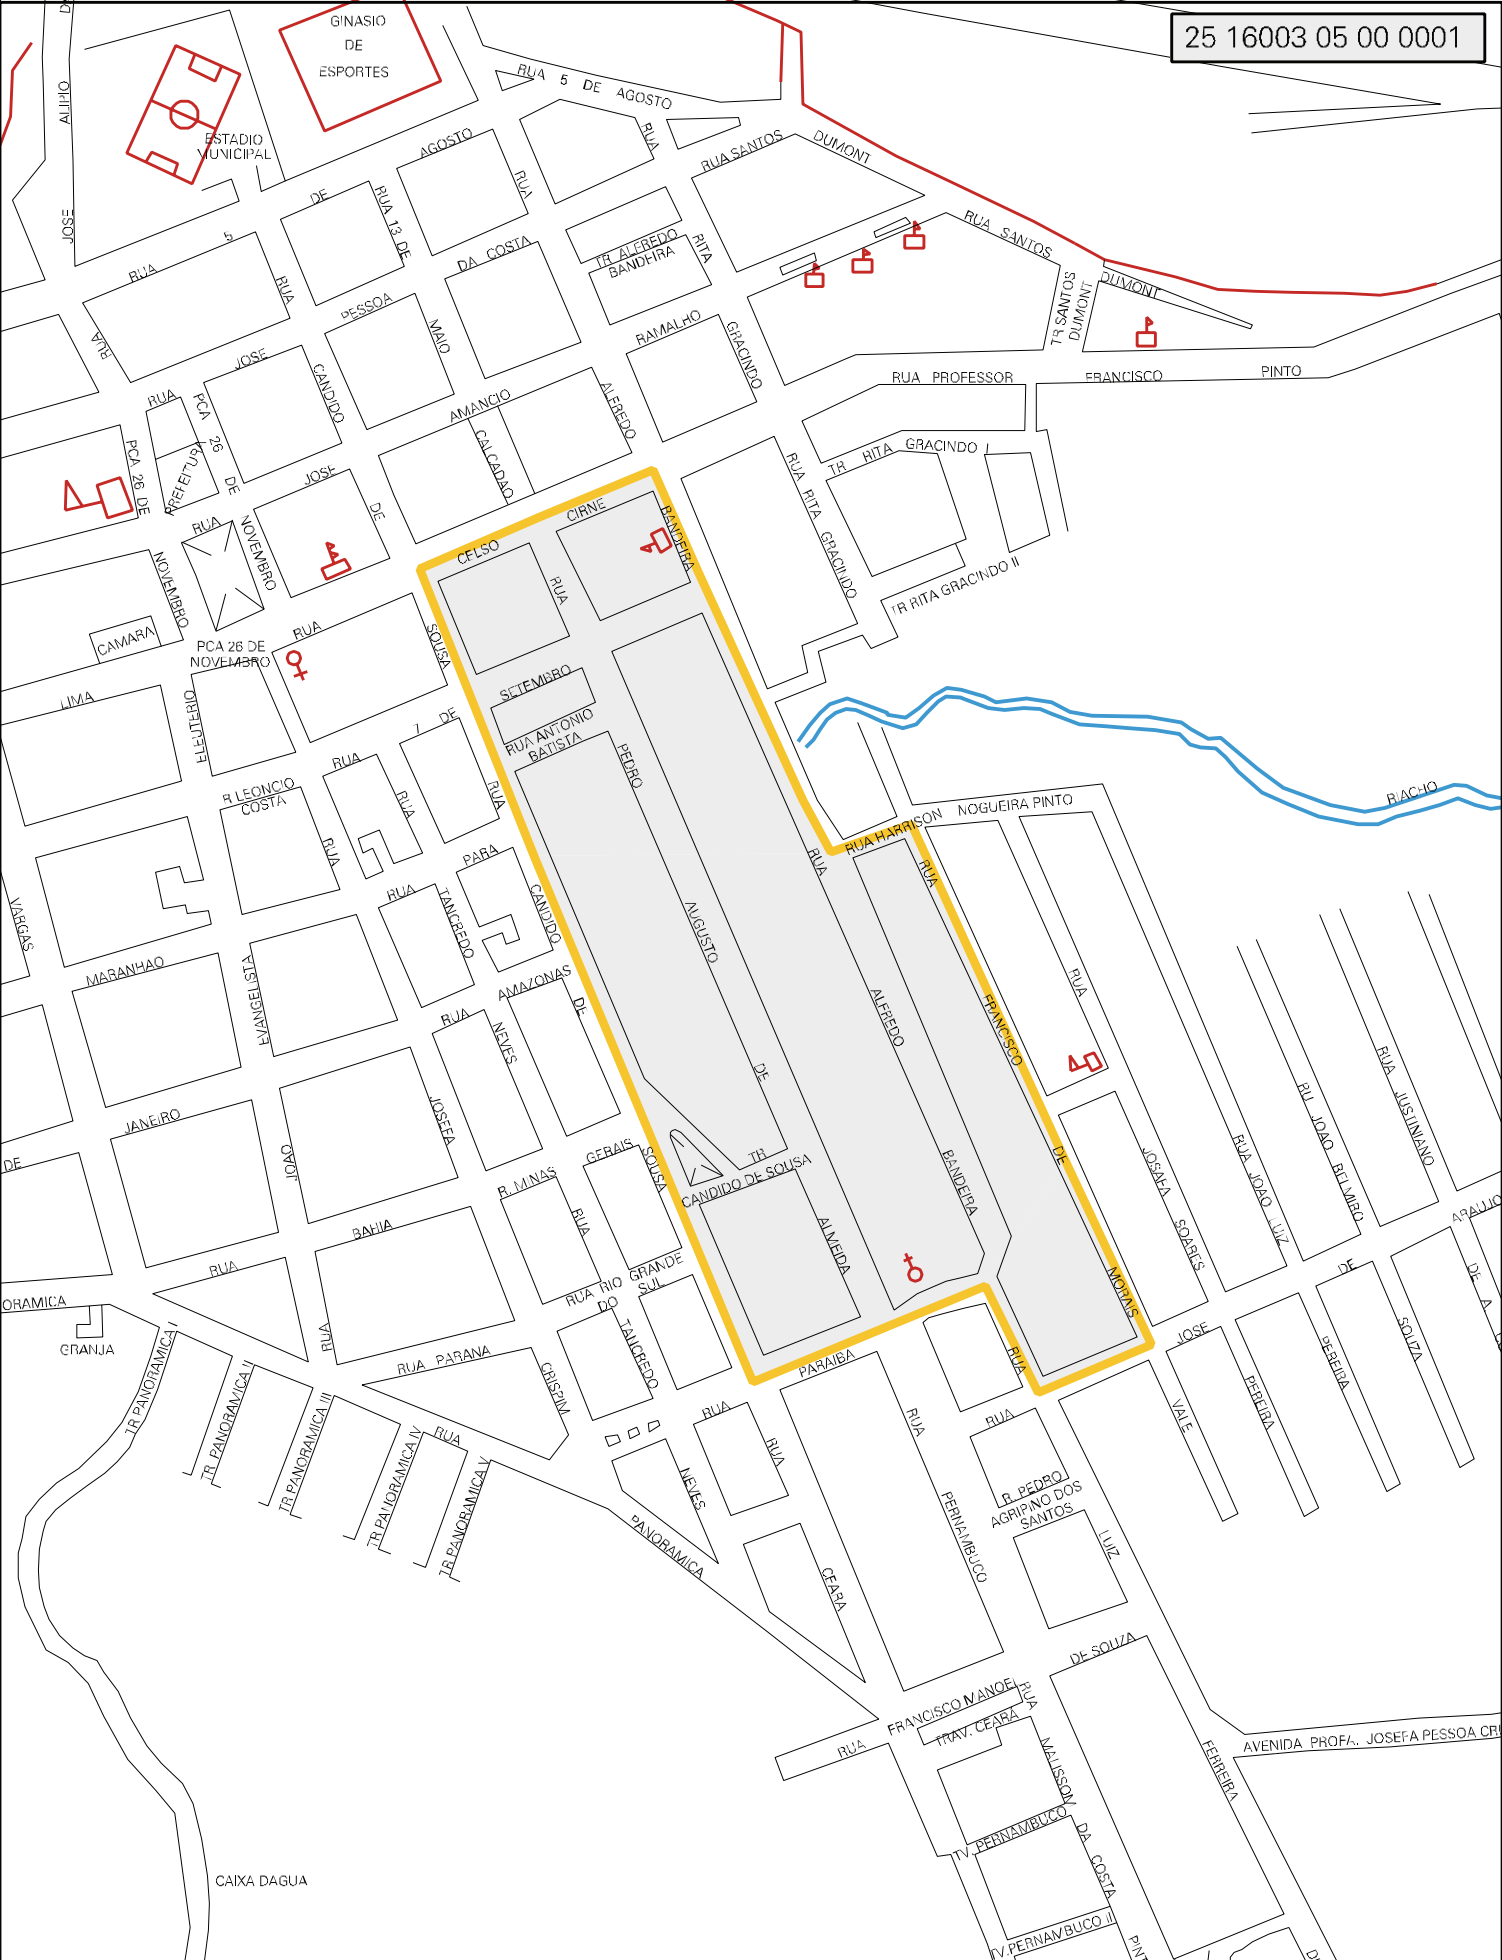 25 16003 05 00 0001
GINASIO
DE
ESPORTES
ALIPIO
JOSE
ESTADIO
MUNICIPAL
RUA 5 DE AGOSTO
RUA
RUA SANTOS DUMONT
AGOSTO
DE
5
RUA
RUA 13 DE
MAIO
RUA
DA COSTA
PESSOA
JOSE
RUA
TR ALFREDO
BANDEIRA
RITA
GRACINDO
RUA SANTOS
DUMONT
TR SANTOS
DUMONT
RUA
RUA
CANDIDO
DE
RAMALHO
AMANCIO
JOSE
RUA
CALCADAO
ALFREDO
RUA PROFESSOR FRANCISCO PINTO
TR RITA GRACINDO I
RUA RITA GRACINDO
TR RITA GRACINDO II
RUA
PCA 26 DE
NOVEMBRO
PREFEITURA
PCA 26 DE
NOVEMBRO
CIRNE
CELSO
RUA
BANDEIRA
RUA
SOUSA
CAMARA
PCA 26 DE
NOVEMBRO
LIMA
ELEUTERIO
SETEMBRO
7 DE
RUA
RUA ANTONIO
BATISTA
PEDRO
AUGUSTO
DE
ALMEIDA
R LEONCIO
COSTA
RUA
RUA
RUA
RIACHO
RUA HARRISON NOGUEIRA PINTO
RUA
ALFREDO
BANDEIRA
RUA
FRANCISCO
DE
MORAIS
PARA
RUA
TANCREDO
CANDIDO
DE
SOUSA
VARGAS
MARANHAO
EVANGELISTA
JOAO
RUA
AMAZONAS
RUA
NEVES
RUA
JOSAFA
SOARES
RUA JOAO LUIZ
RU JOAO BELMIRO
RUA JUSTINIANO
JANEIRO
DE
JOSEFA
GERAIS
R. MINAS
RUA
TR
CANDIDO DE SOUSA
BAHIA
RUA
ORAMICA
GRANJA
RUA RIO GRANDE
DO SUL
RUA PARANA
RUA
CRISPIM
PARAIBA
RUA
RUA
ARAUJO
DE
JOSE
DE A
SOUZA
PEREIRA
PEREIRA
VALE
TR PANORAMICA I
TR PANORAMICA II
TR PANORAMICA III
TR PANORAMICA IV
TR PANORAMICA V
RUA
PANORAMICA
NEVES
RUA
CEARA
RUA
PERNAMBUCO
RUA
R. PEDRO
AGRIPINO DOS
SANTOS
LUIZ
FERREIRA
DE SOUZA
FRANCISCO MANOEL
RUA
TRAV. CEARA
RUA
MALISSON
DA
COSTA
AVENIDA PROFA. JOSEFA PESSOA CR
TV. PERNAMBUCO
TV. PERNAMBUCO II
CAIXA DAGUA